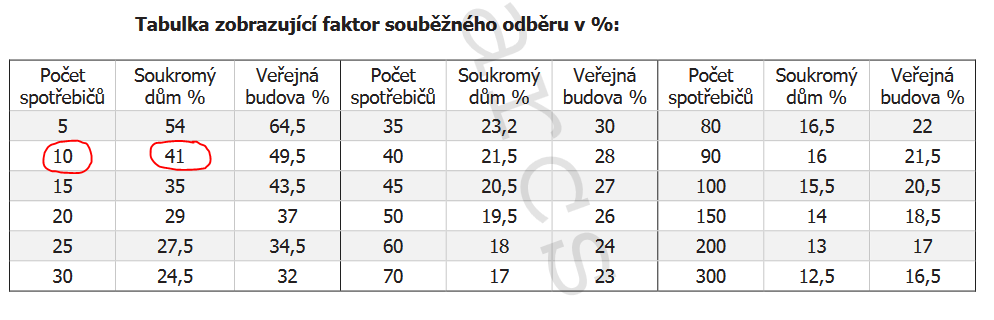 Tabulka zobrazující faktor souběžného odběru v %:
Počet spotřebičů Soukromý dům % Veřejná budova % Počet spotřebičů Soukromý dům % Veřejná budova % Počet spotřebičů Soukromý dům % Veřejná budova %
5 54 64,5 35 23,2 30 80 16,5 22
10 41 49,5 40 21,5 28 90 16 21,5
15 35 43,5 45 20,5 27 100 15,5 20,5
20 29 37 50 19,5 26 150 14 18,5
25 27,5 34,5 60 18 24 200 13 17
30 24,5 32 70 17 23 300 12,5 16,5
arcs